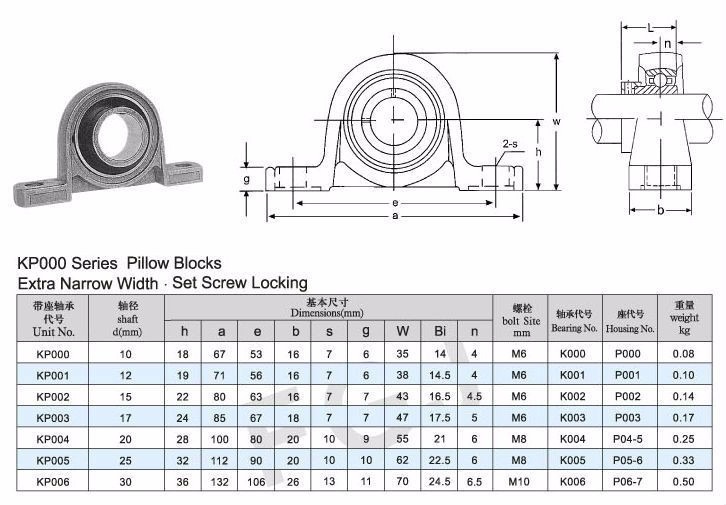 L
n
w
h
2-s
g
e
a
b
KP000 Series Pillow Blocks
Extra Narrow Width · Set Screw Locking
带座轴承 代号 Unit No. 轴径 shaft d(mm) 基本尺寸 Dimensions(mm) 螺栓 bolt Site mm 轴承代号 Bearing No. 座代号 Housing No. 重量 weight kg
h a e b s g W Bi n
KP000 10 18 67 53 16 7 6 35 14 4 M6 K000 P000 0.08
KP001 12 19 71 56 16 7 6 38 14.5 4 M6 K001 P001 0.10
KP002 15 22 80 63 16 7 7 43 16.5 4.5 M6 K002 P002 0.14
KP003 17 24 85 67 18 7 7 47 17.5 5 M6 K003 P003 0.17
KP004 20 28 100 80 20 10 9 55 21 6 M8 K004 P04-5 0.25
KP005 25 32 112 90 20 10 10 62 22.5 6 M8 K005 P05-6 0.33
KP006 30 36 132 106 26 13 11 70 24.5 6.5 M10 K006 P06-7 0.50